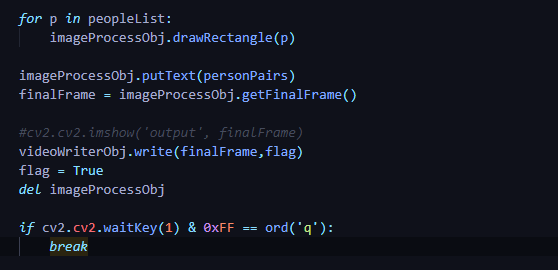 for p in peopleList:
    imageProcessObj.drawRectangle(p)
imageProcessObj.putText(personPairs)
finalFrame = imageProcessObj.getFinalFrame()
#cv2.cv2.imshow('output', finalFrame)
videoWriterObj.write(finalFrame,flag)
flag = True
del imageProcessObj
if cv2.cv2.waitKey(1) & 0xFF == ord('q'):
    break